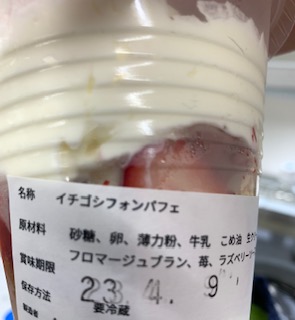 名称 イチゴシフォンパフェ
原材料 砂糖、卵、薄力粉、牛乳 こめ油 生ク
フロマージュブラン、苺、ラズベリー
賞味期限 23. 4. 9
保存方法 要冷蔵